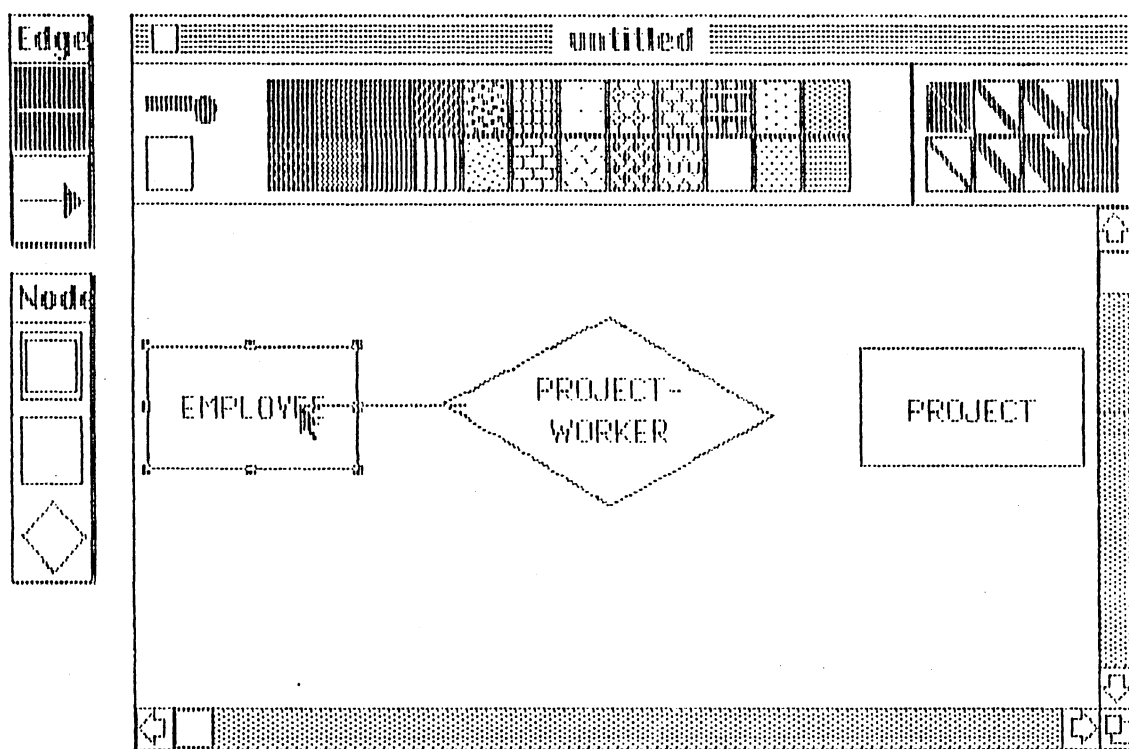 Edge
untitled
Node
EMPLOYEE
PROJECT-
WORKER
PROJECT